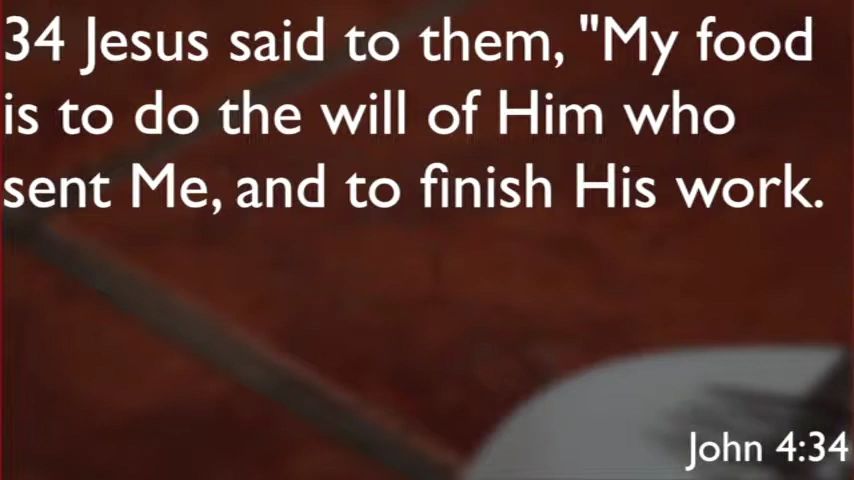 34 Jesus said to them, "My food
is to do the will of Him who
sent Me, and to finish His work.
John 4:34